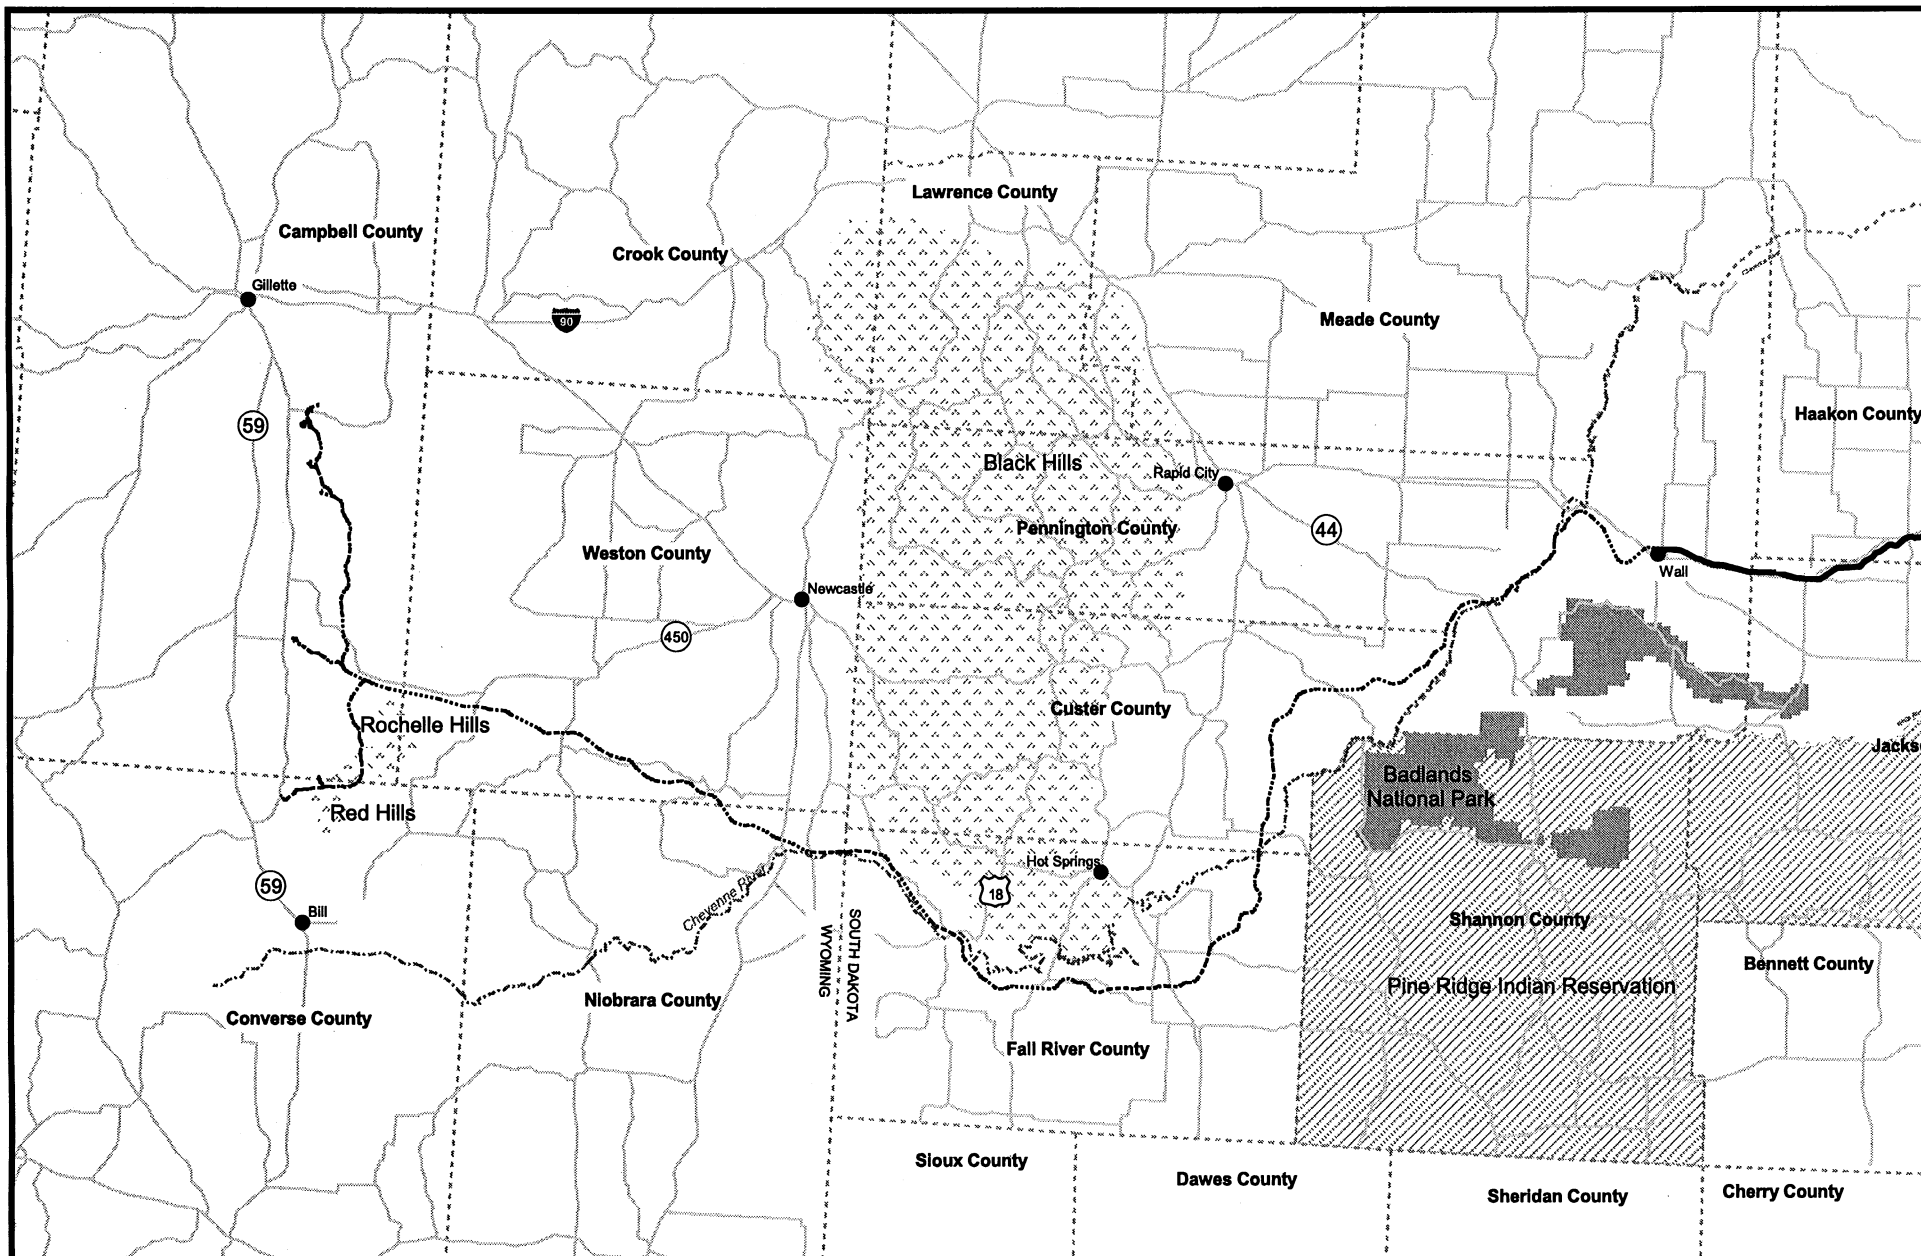 Lawrence County
Campbell County
Crook County
Gillette
90
Meade County
59
Haakon County
Black Hills
Rapid City
Pennington County
44
Weston County
Wall
Newcastle
450
Custer County
Rochelle Hills
Badlands
National Park
Red Hills
Hot Springs
Cheyenne River
18
59
Bill
Shannon County
SOUTH DAKOTA
WYOMING
Bennett County
Pine Ridge Indian Reservation
Niobrara County
Converse County
Fall River County
Sioux County
Dawes County
Sheridan County
Cherry County